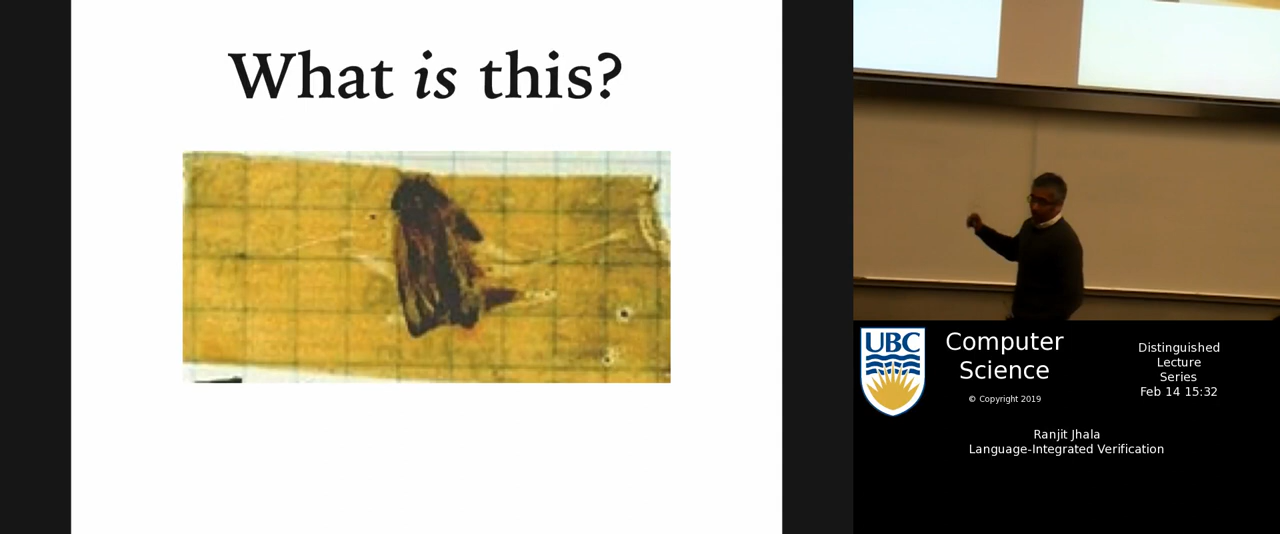 What is this?
UBC
Computer
Science
© Copyright 2019
Distinguished
Lecture
Series
Feb 14 15:32
Ranjit Jhala
Language-Integrated Verification